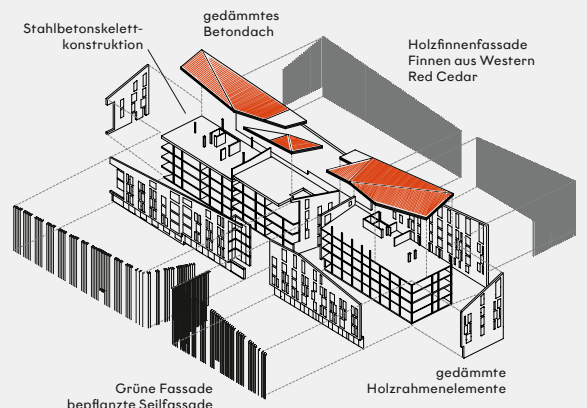 Stahlbetonskelett-
konstruktion
gedämmtes
Betondach
Holzfinnenfassade
Finnen aus Western
Red Cedar
Grüne Fassade
bepflanzte Seilfassade
gedämmte
Holzrahmenelemente